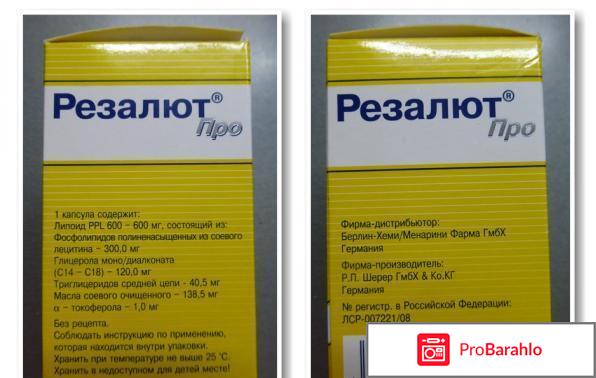 Резалют®
Про
1 капсула содержит:
Липоид PPL 600 – 600 мг, состоящий из:
Фосфолипидов полиненасыщенных из соевого
лецитина – 300,0 мг
Глицерола моно/диалконата
(C14 – C18) – 120,0 мг
Триглицеридов средней цепи - 40,5 мг
Масла соевого очищенного – 138,5 мг
α – токоферола – 1,0 мг
Без рецепта.
Соблюдать инструкцию по применению,
которая находится внутри упаковки.
Хранить при температуре не выше 25 °C.
Хранить в недоступном для детей месте!
Резалют®
Про
Фирма-дистрибьютор:
Берлин-Хеми/Менарини Фарма ГмбХ
Германия
Фирма-производитель:
Р.П. Шерер ГмбХ & Ко.КГ
Германия
№ регистр. в Российской Федерации:
ЛСР-007221/08
ProBarahlo